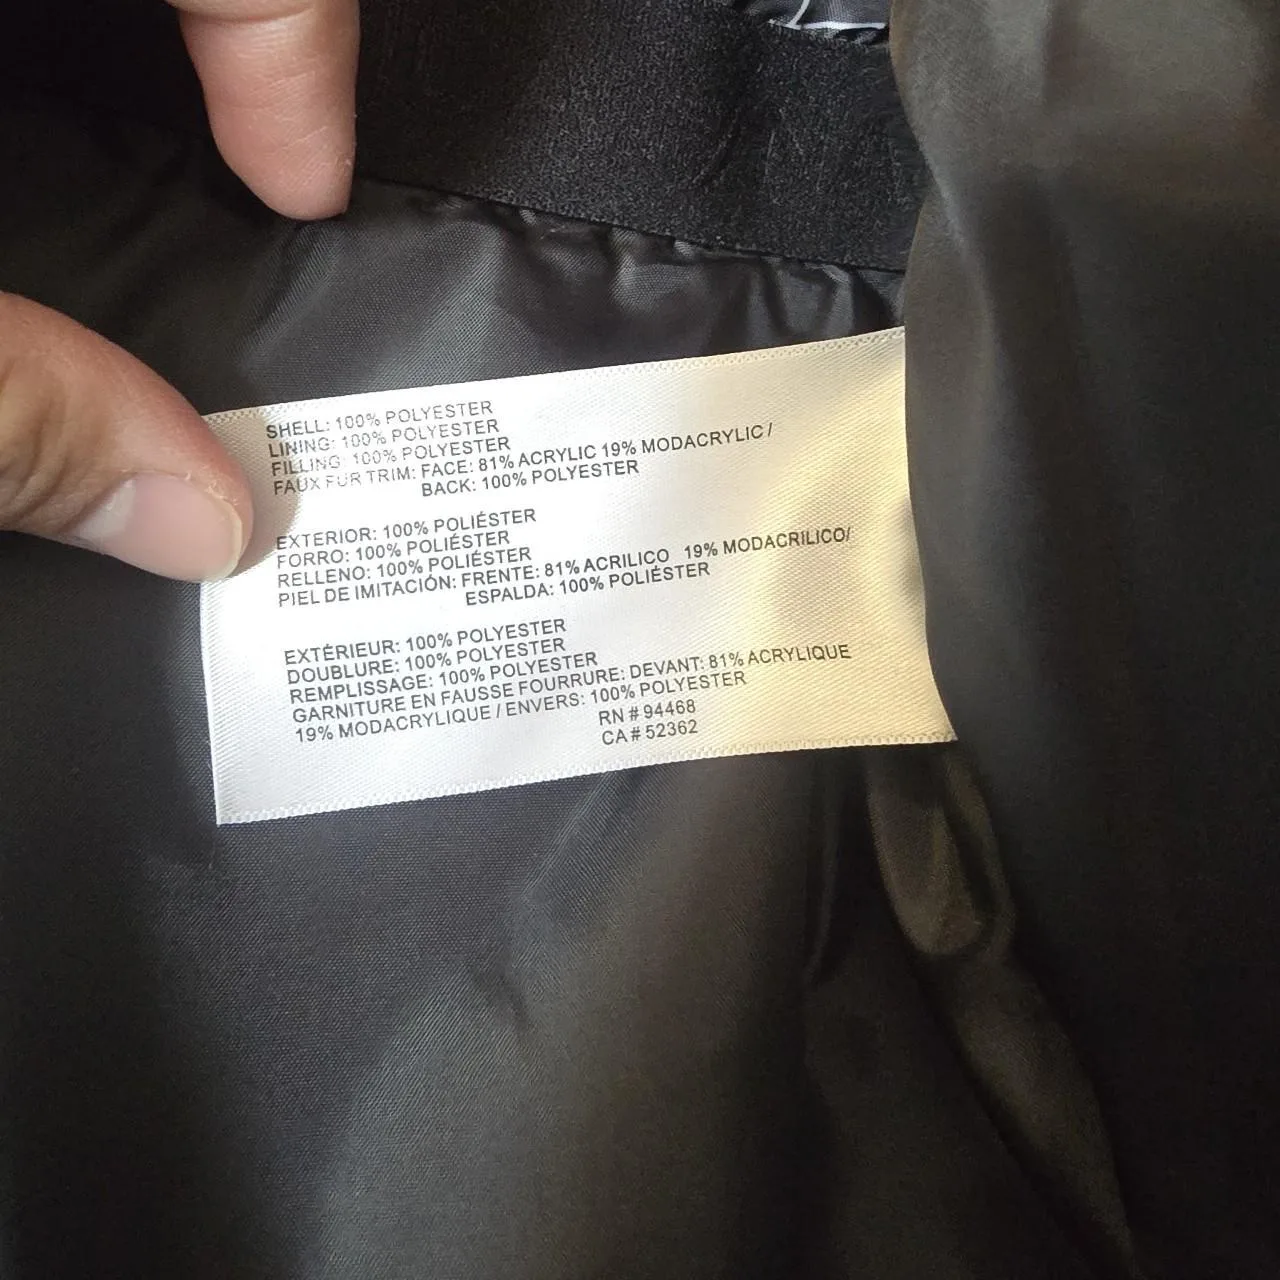 SHELL: 100% POLYESTER
LINING: 100% POLYESTER
FILLING: 100% POLYESTER
FAUX FUR TRIM: FACE: 81% ACRYLIC 19% MODACRYLIC /
BACK: 100% POLYESTER
EXTERIOR: 100% POLIÉSTER
FORRO: 100% POLIÉSTER
RELLENO: 100% POLIÉSTER
PIEL DE IMITACIÓN: FRENTE: 81% ACRILICO 19% MODACRILICO/
ESPALDA: 100% POLIÉSTER
EXTÉRIEUR: 100% POLYESTER
DOUBLURE: 100% POLYESTER
REMPLISSAGE: 100% POLYESTER
GARNITURE EN FAUSSE FOURRURE: DEVANT: 81% ACRYLIQUE
19% MODACRYLIQUE / ENVERS: 100% POLYESTER
RN # 94468
CA # 52362